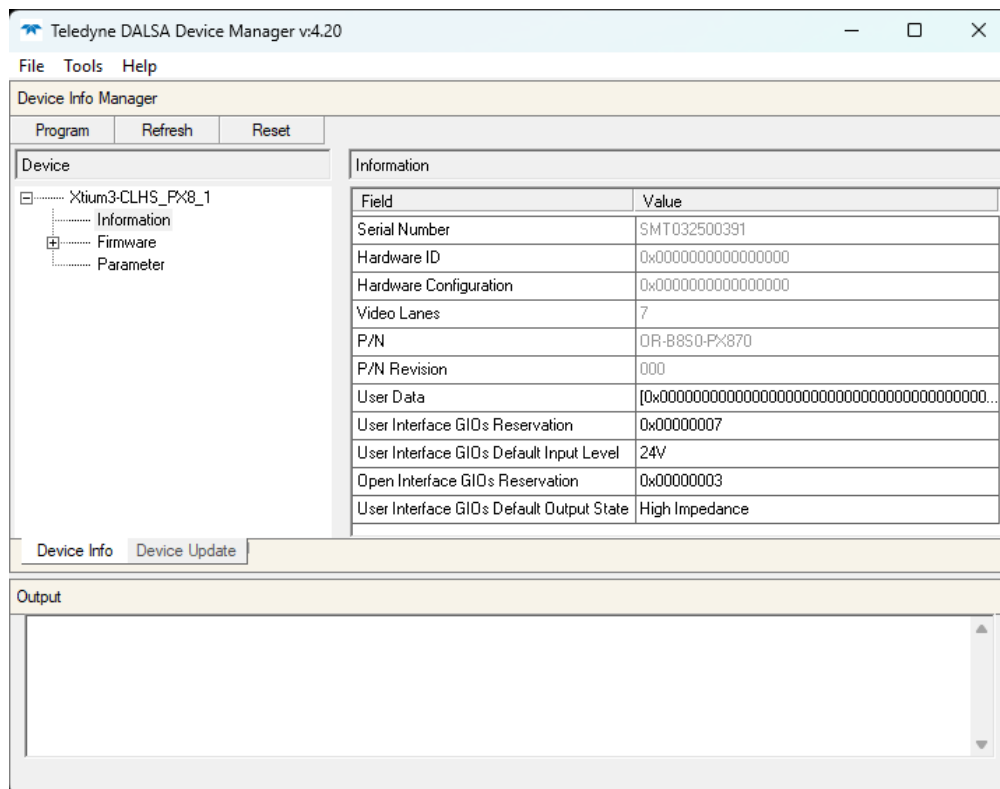 Teledyne DALSA Device Manager v:4.20
File Tools Help
Device Info Manager
Program Refresh Reset
Device
Xtium3-CLHS_PX8_1
Information
Firmware
Parameter
Information
Field Value
Serial Number SMT032500391
Hardware ID 0x0000000000000000
Hardware Configuration 0x0000000000000000
Video Lanes 7
P/N OR-B8S0-PX870
P/N Revision 000
User Data [0x0000000000000000000000000000000000000...
User Interface GIOs Reservation 0x00000007
User Interface GIOs Default Input Level 24V
Open Interface GIOs Reservation 0x00000003
User Interface GIOs Default Output State High Impedance
Device Info Device Update
Output